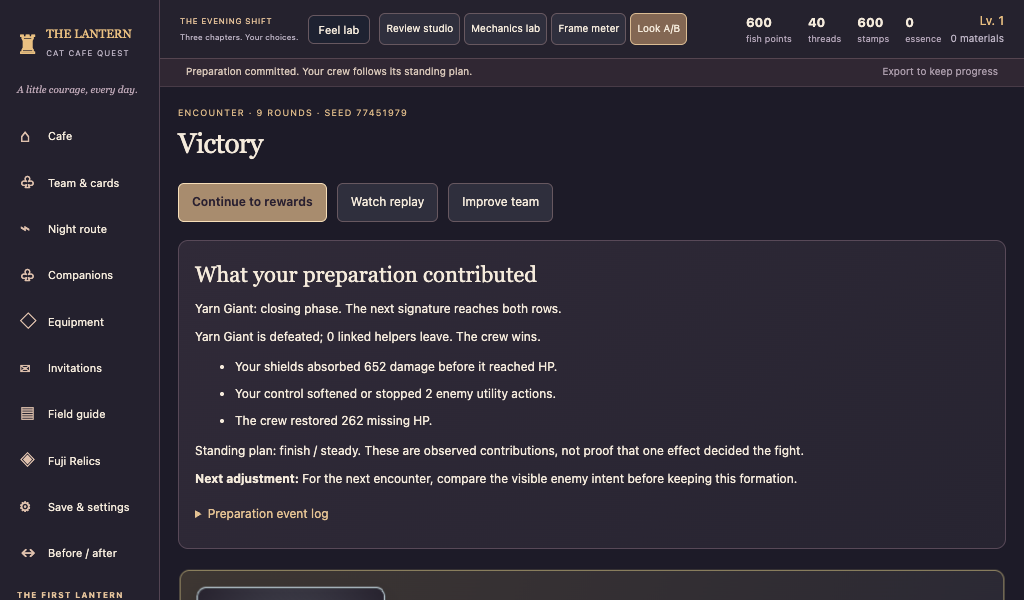 THE LANTERN
CAT CAFE QUEST
A little courage, every day.
Cafe
Team & cards
Night route
Companions
Equipment
Invitations
Field guide
Fuji Relics
Save & settings
Before / after
THE FIRST LANTERN
THE EVENING SHIFT
Three chapters. Your choices.
Feel lab
Review studio
Mechanics lab
Frame meter
Look A/B
600 fish points
40 threads
600 stamps
0 essence
Lv. 1
0 materials
Preparation committed. Your crew follows its standing plan.
Export to keep progress
ENCOUNTER · 9 ROUNDS · SEED 77451979
Victory
Continue to rewards
Watch replay
Improve team
What your preparation contributed
Yarn Giant: closing phase. The next signature reaches both rows.
Yarn Giant is defeated; 0 linked helpers leave. The crew wins.
• Your shields absorbed 652 damage before it reached HP.
• Your control softened or stopped 2 enemy utility actions.
• The crew restored 262 missing HP.
Standing plan: finish / steady. These are observed contributions, not proof that one effect decided the fight.
Next adjustment: For the next encounter, compare the visible enemy intent before keeping this formation.
Preparation event log